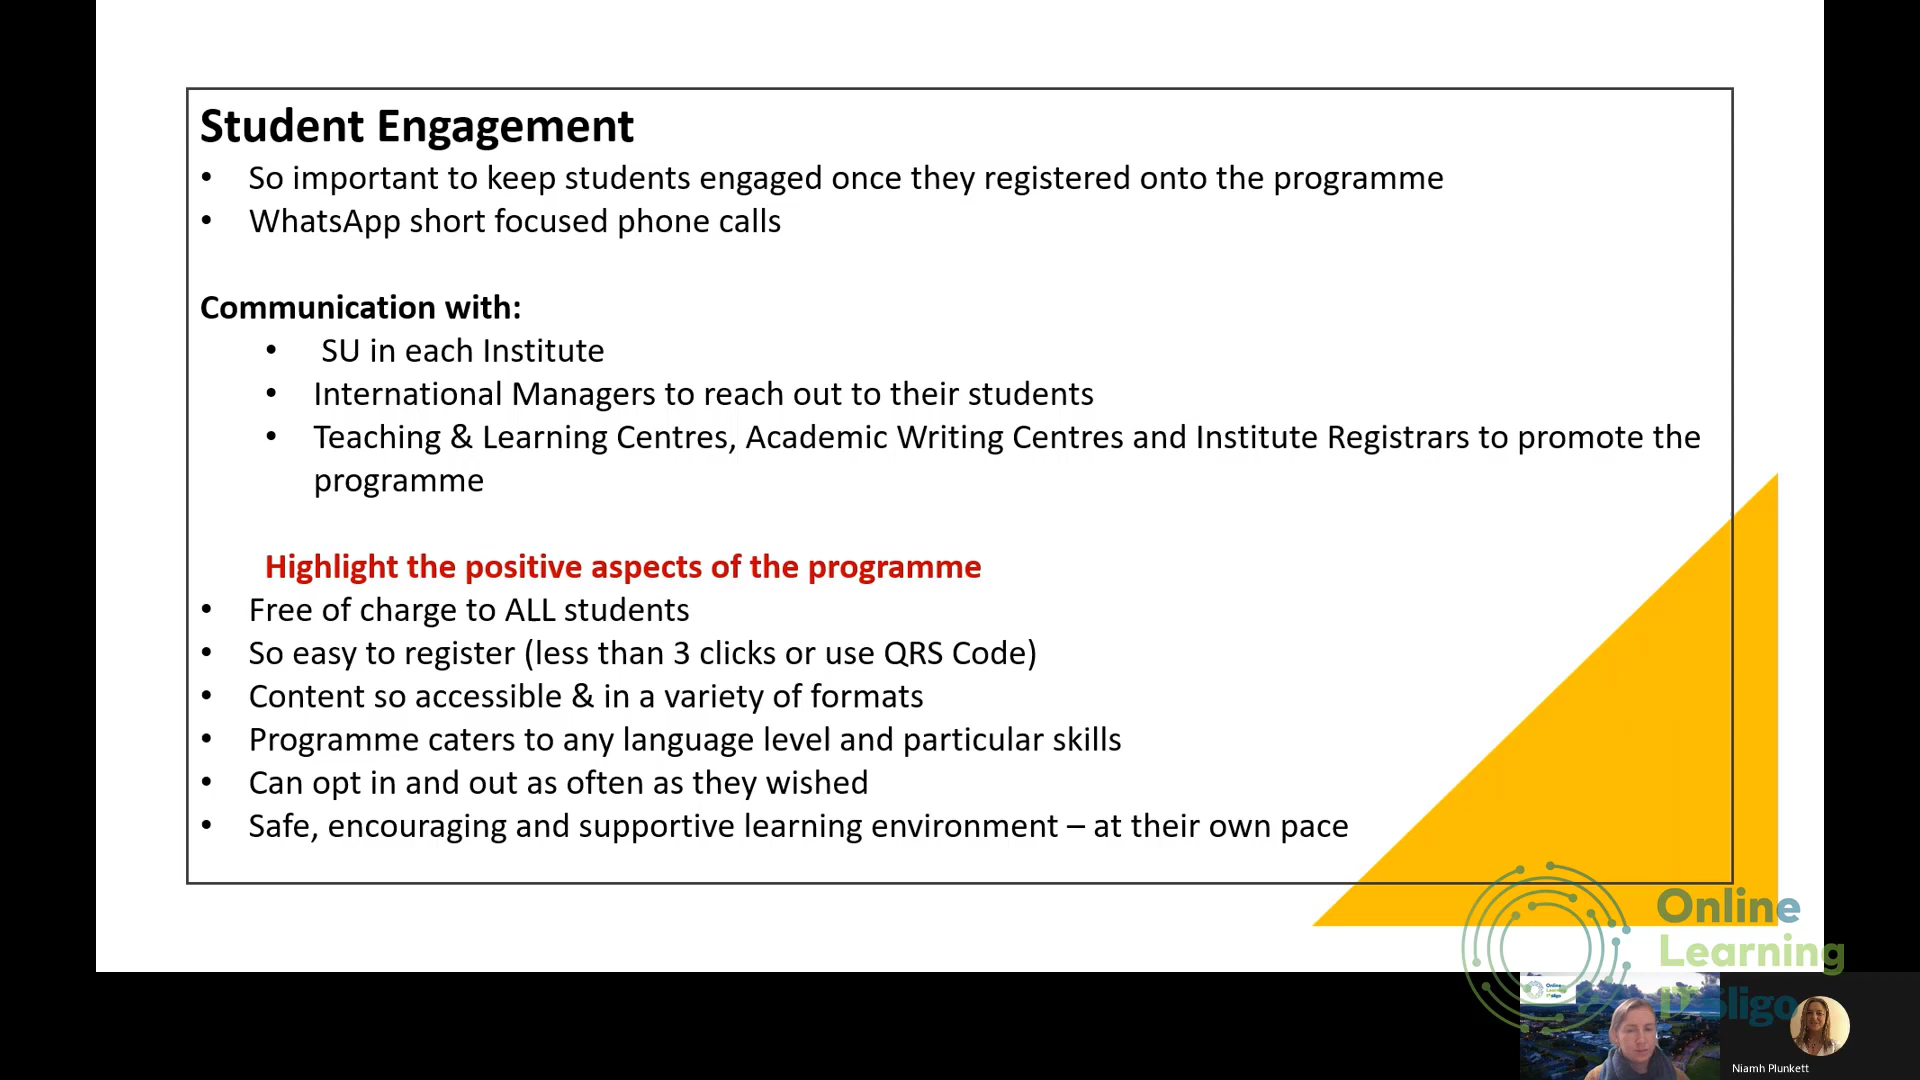 Student Engagement
• So important to keep students engaged once they registered onto the programme
• WhatsApp short focused phone calls
Communication with:
• SU in each Institute
• International Managers to reach out to their students
• Teaching & Learning Centres, Academic Writing Centres and Institute Registrars to promote the
programme
Highlight the positive aspects of the programme
• Free of charge to ALL students
• So easy to register (less than 3 clicks or use QRS Code)
• Content so accessible & in a variety of formats
• Programme caters to any language level and particular skills
• Can opt in and out as often as they wished
• Safe, encouraging and supportive learning environment – at their own pace
Online
Learning
IT Sligo
Online
Learning
IT Sligo
Niamh Plunkett